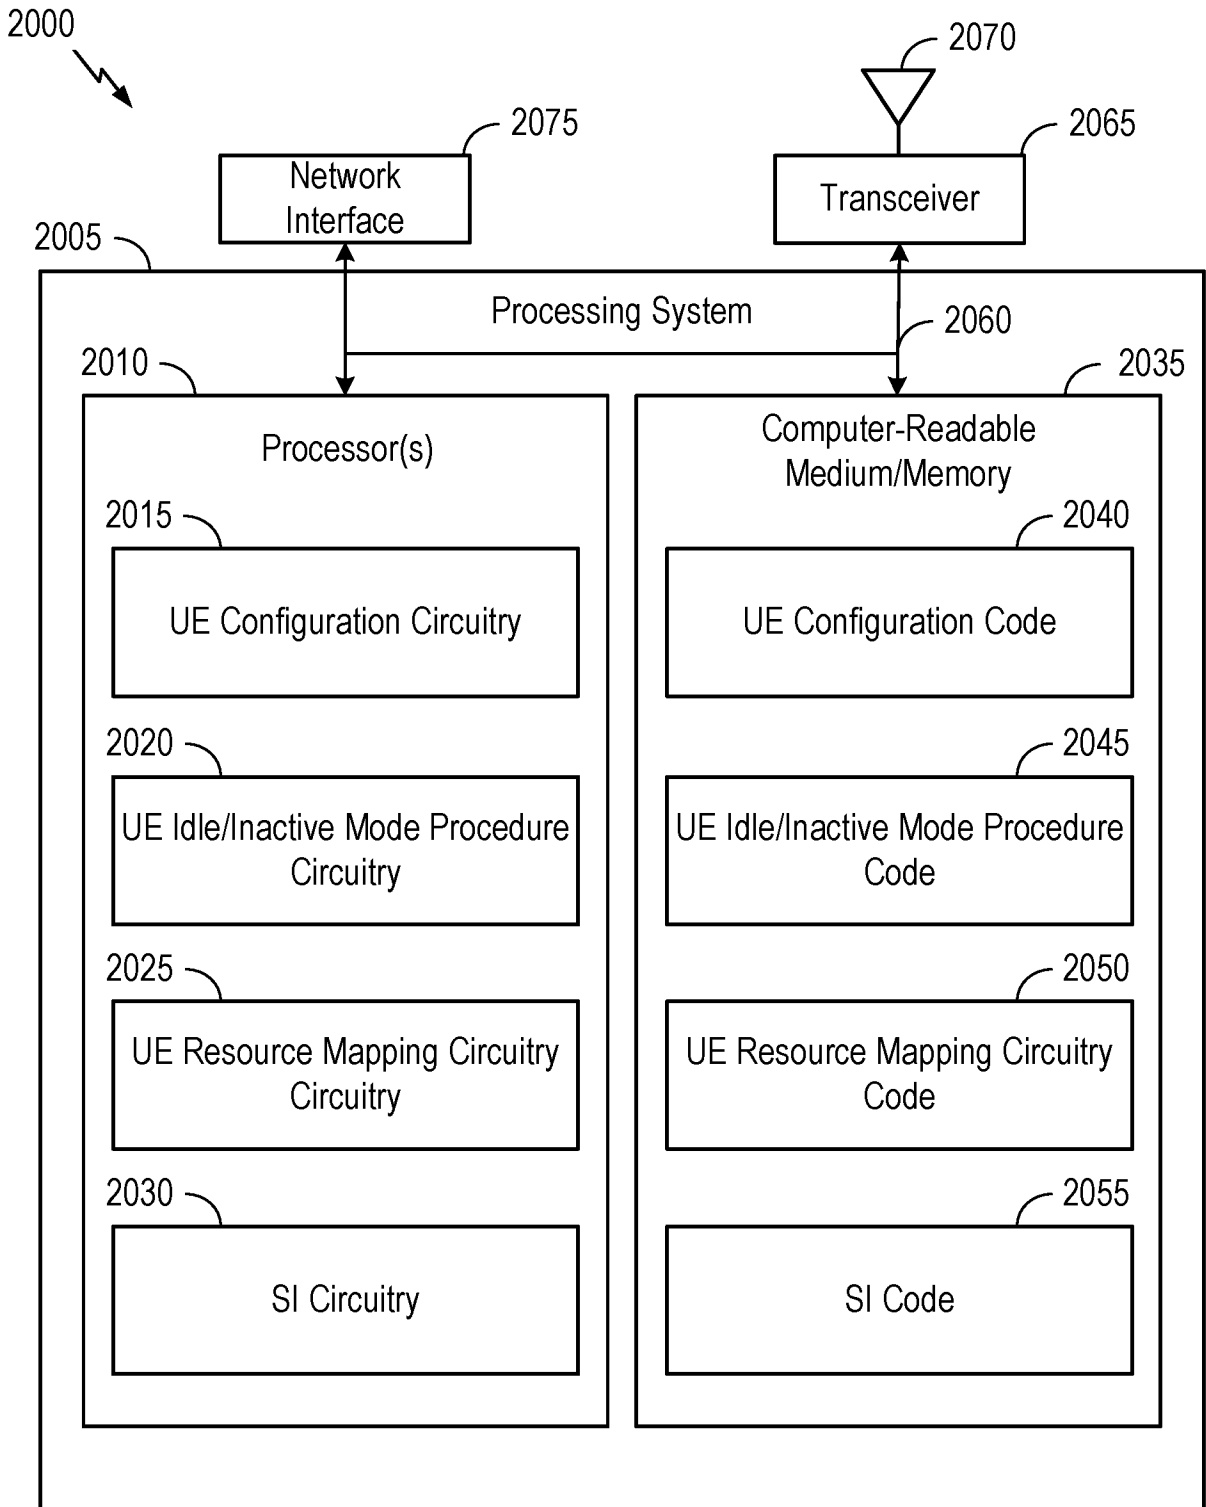 2000
2070
2075
2065
Network
Interface
Transceiver
2005
Processing System
2060
2010
2035
Processor(s)
Computer-Readable
Medium/Memory
2015
2040
UE Configuration Circuitry
UE Configuration Code
2020
2045
UE Idle/Inactive Mode Procedure
Circuitry
UE Idle/Inactive Mode Procedure
Code
2025
2050
UE Resource Mapping Circuitry
Circuitry
UE Resource Mapping Circuitry
Code
2030
2055
SI Circuitry
SI Code